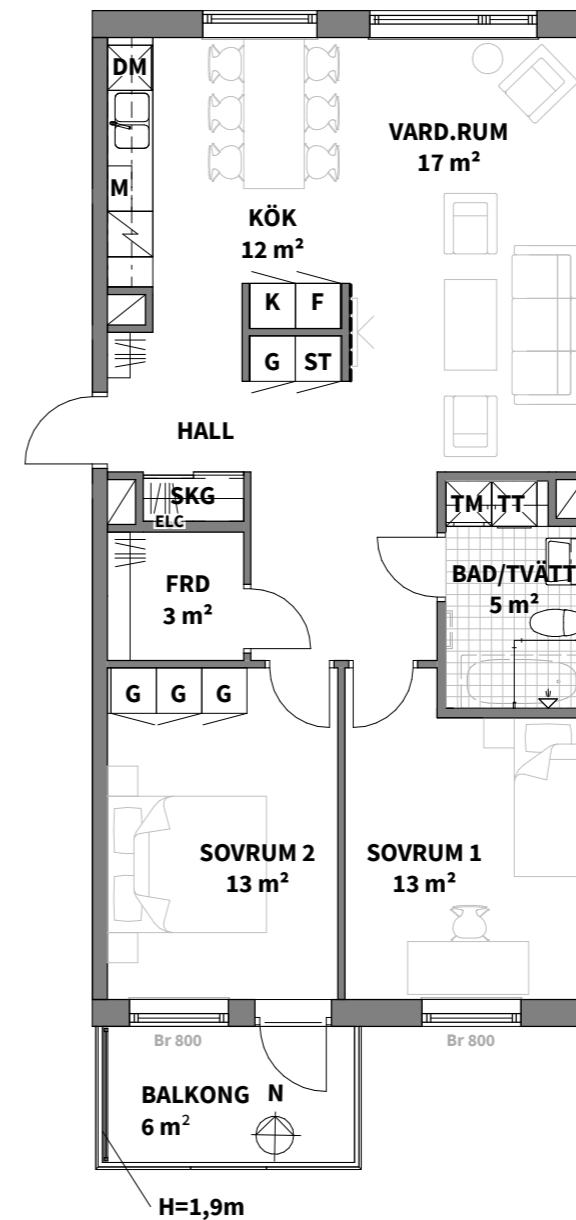 DM
VARD.RUM
17 m²
M
KÖK
12 m²
K F
G ST
HALL
SKG
ELC
TM TT
BAD/TVÄTT
5 m²
FRD
3 m²
G G G
SOVRUM 2
13 m²
SOVRUM 1
13 m²
Br 800
Br 800
BALKONG
6 m²
N
H=1,9m